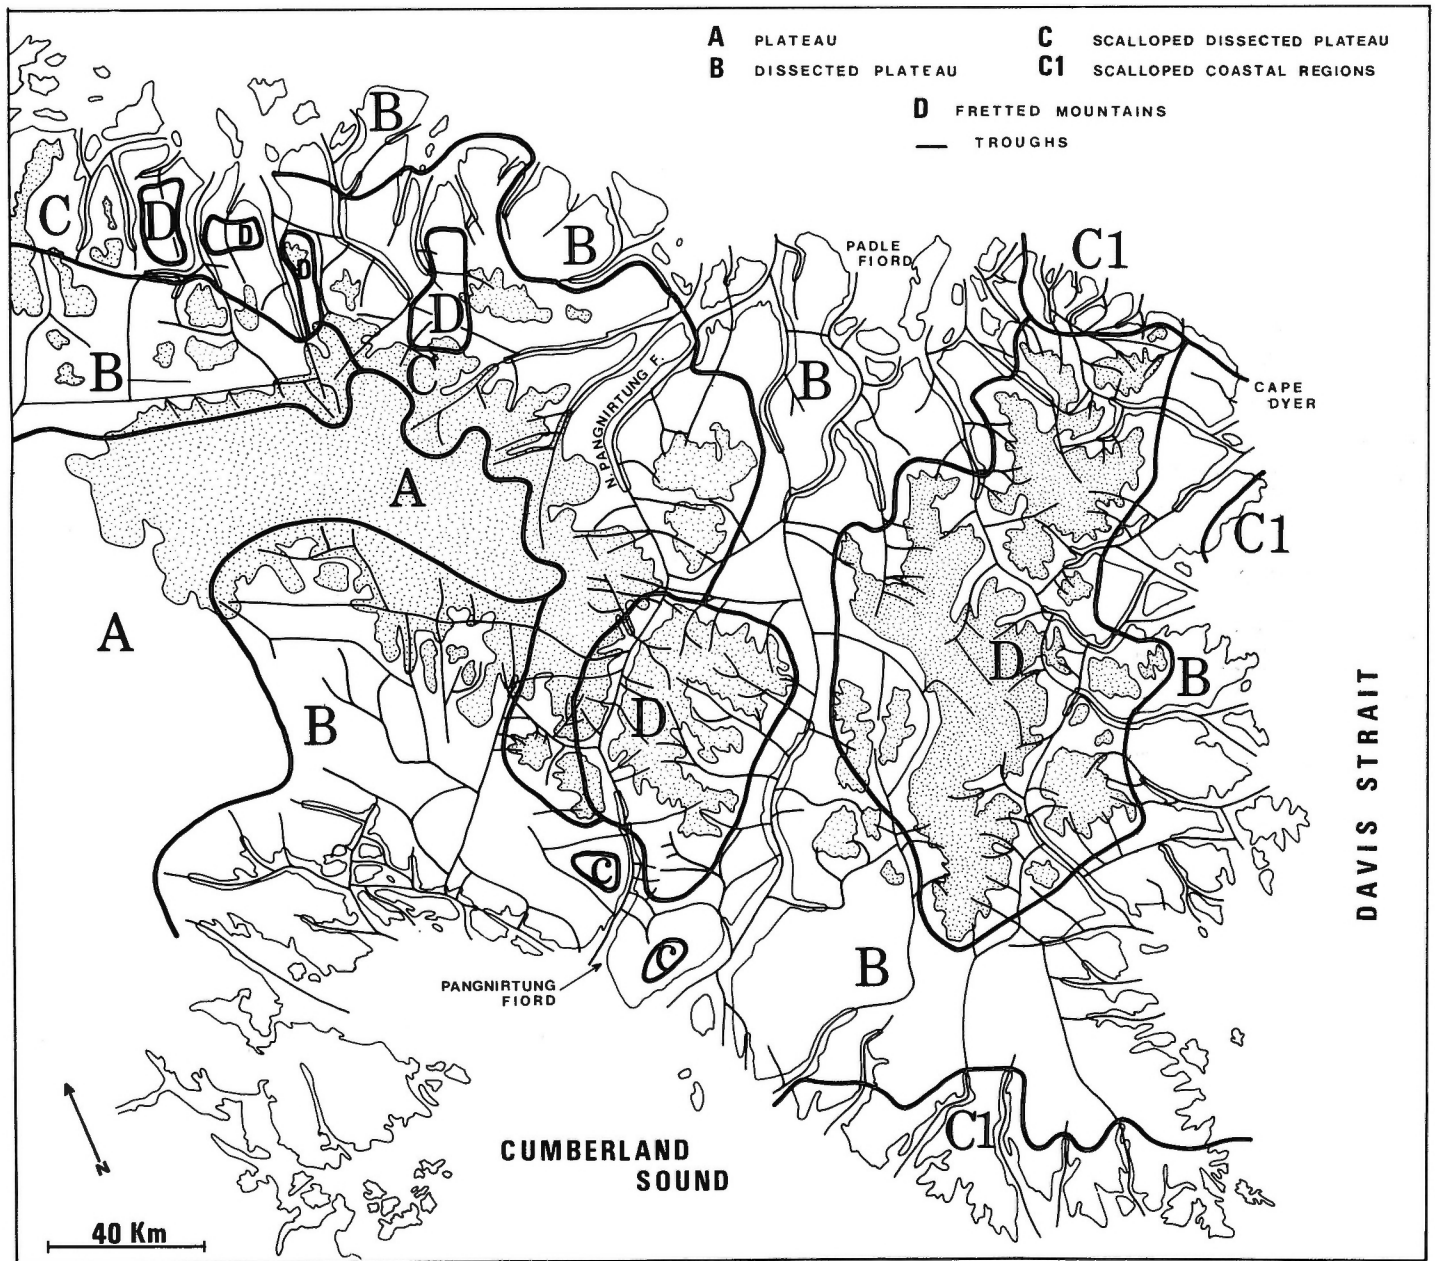 A PLATEAU
B DISSECTED PLATEAU
C SCALLOPED DISSECTED PLATEAU
C1 SCALLOPED COASTAL REGIONS
D FRETTED MOUNTAINS
— TROUGHS
B
C
D
D
D
B
D
C1
PADLE
FIORD
B
C
B
N. PANGNIRTUNG F.
CAPE
DYER
A
C1
A
D
B
B
D
C
C
B
PANGNIRTUNG
FIORD
DAVIS STRAIT
C1
CUMBERLAND
SOUND
N
40 Km